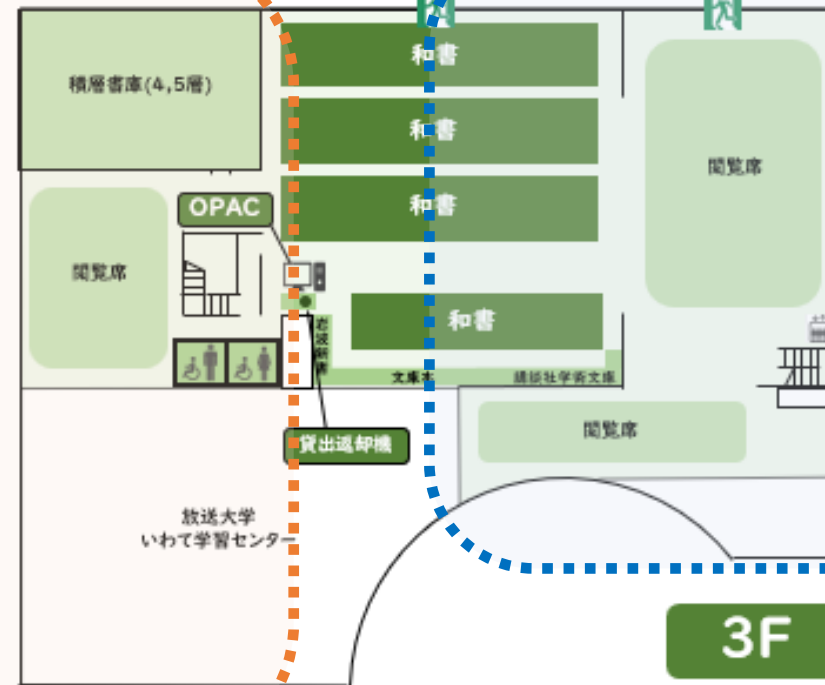 積層書庫(4,5層)
和書
和書
和書
閲覧席
OPAC
閲覧席
和書
岩波新書
文庫本
講談社学術文庫
閲覧席
貸出返却機
放送大学
いわて学習センター
3F